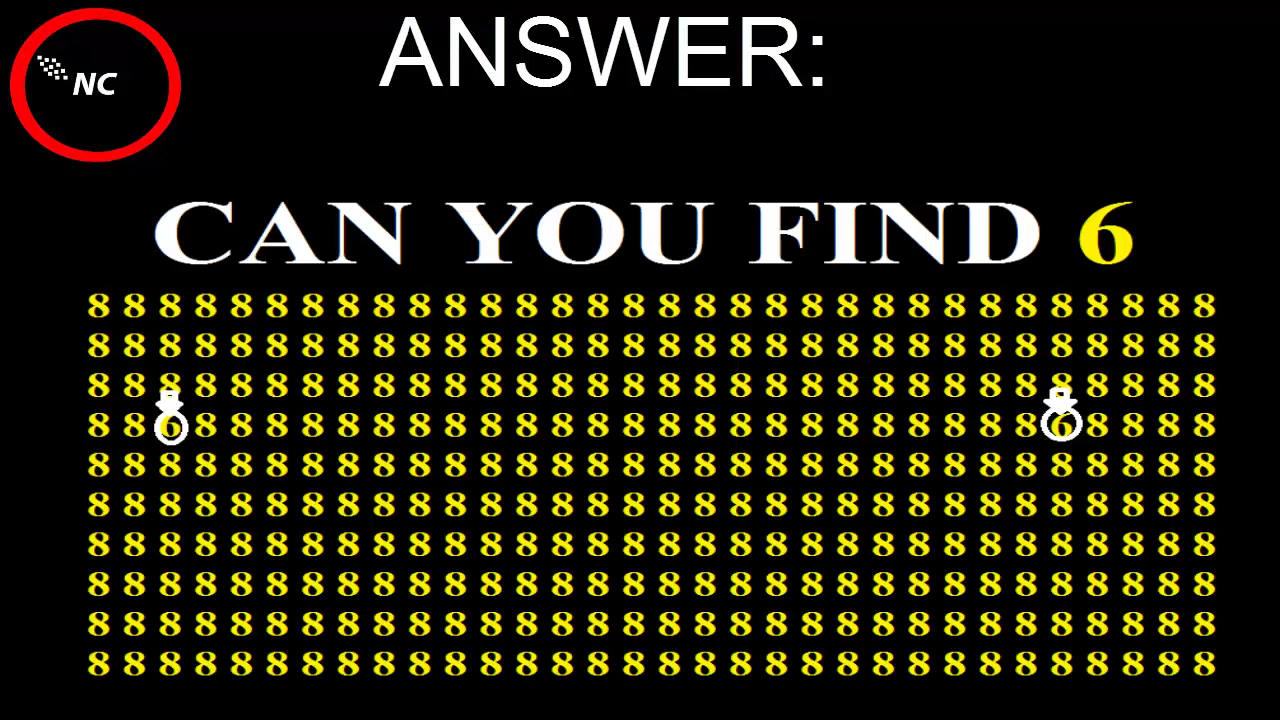 NC
ANSWER:
CAN YOU FIND 6
8 8 8 8 8 8 8 8 8 8 8 8 8 8 8 8 8 8 8 8 8 8 8 8 8 8 8 8 8 8 8 8
8 8 8 8 8 8 8 8 8 8 8 8 8 8 8 8 8 8 8 8 8 8 8 8 8 8 8 8 8 8 8 8
8 8 8 8 8 8 8 8 8 8 8 8 8 8 8 8 8 8 8 8 8 8 8 8 8 8 8 8 8 8 8 8
8 8 6 8 8 8 8 8 8 8 8 8 8 8 8 8 8 8 8 8 8 8 8 8 8 8 8 6 8 8 8 8
8 8 8 8 8 8 8 8 8 8 8 8 8 8 8 8 8 8 8 8 8 8 8 8 8 8 8 8 8 8 8 8
8 8 8 8 8 8 8 8 8 8 8 8 8 8 8 8 8 8 8 8 8 8 8 8 8 8 8 8 8 8 8 8
8 8 8 8 8 8 8 8 8 8 8 8 8 8 8 8 8 8 8 8 8 8 8 8 8 8 8 8 8 8 8 8
8 8 8 8 8 8 8 8 8 8 8 8 8 8 8 8 8 8 8 8 8 8 8 8 8 8 8 8 8 8 8 8
8 8 8 8 8 8 8 8 8 8 8 8 8 8 8 8 8 8 8 8 8 8 8 8 8 8 8 8 8 8 8 8
8 8 8 8 8 8 8 8 8 8 8 8 8 8 8 8 8 8 8 8 8 8 8 8 8 8 8 8 8 8 8 8